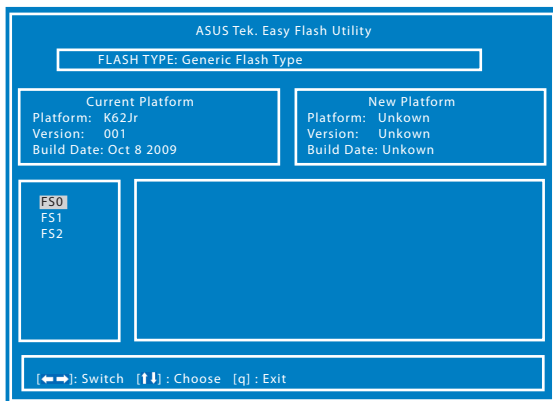 ASUS Tek. Easy Flash Utility
FLASH TYPE: Generic Flash Type
Current Platform
Platform: K62Jr
Version: 001
Build Date: Oct 8 2009
New Platform
Platform: Unkown
Version: Unkown
Build Date: Unkown
FS0
FS1
FS2
[←→]: Switch [↑↓] : Choose [q] : Exit